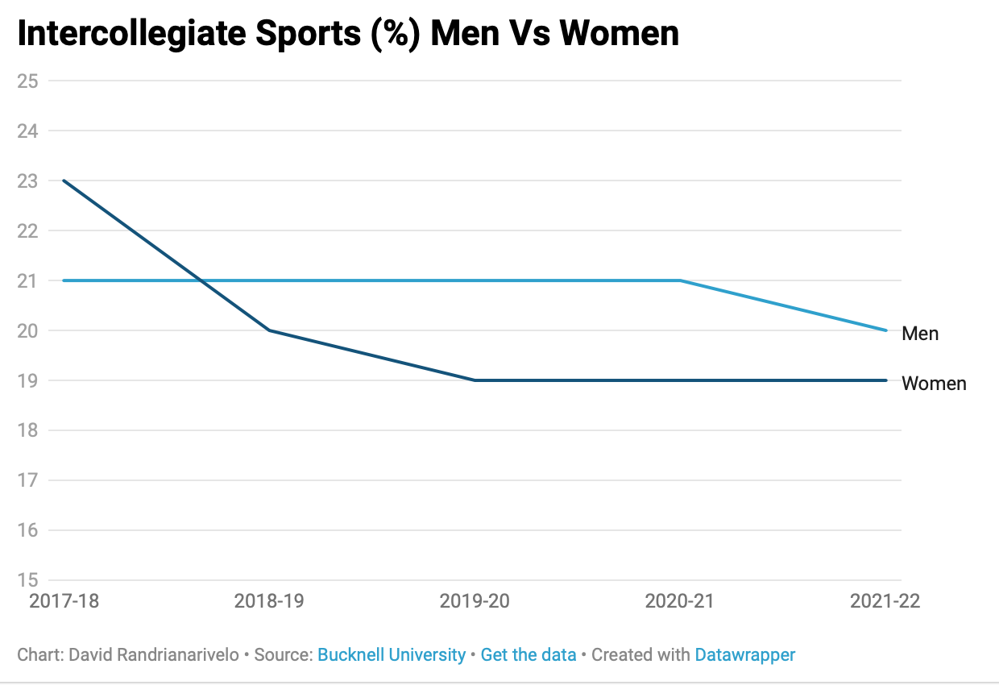 Intercollegiate Sports (%) Men Vs Women
25
24
23
22
21
20
19
18
17
16
15
Men
Women
2017-18 2018-19 2019-20 2020-21 2021-22
Chart: David Randrianarivelo • Source: Bucknell University • Get the data • Created with Datawrapper